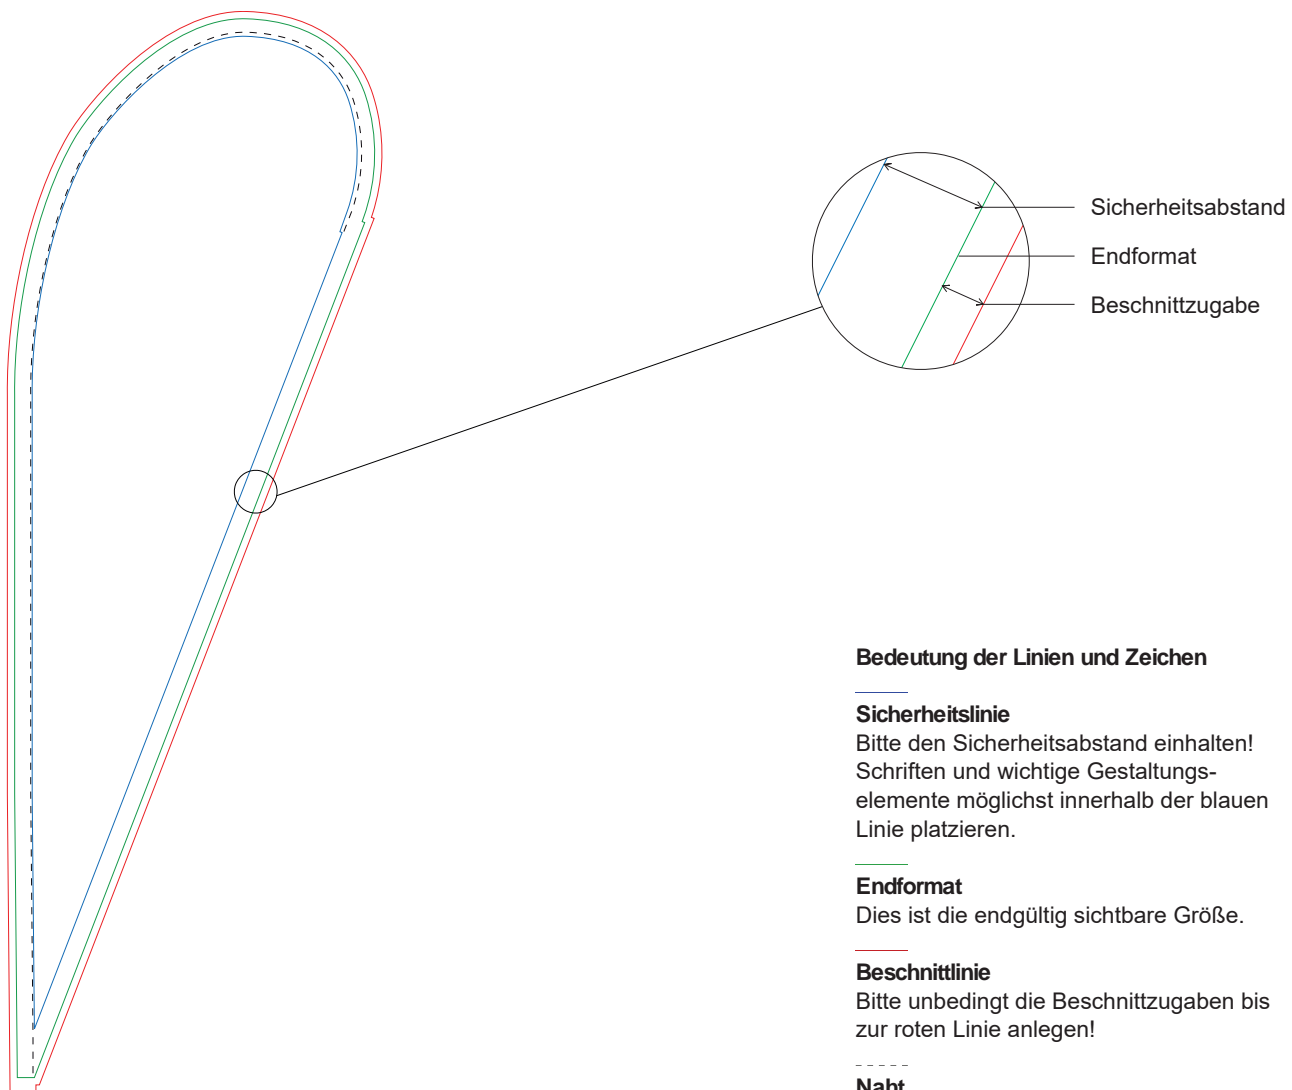 Sicherheitsabstand
Endformat
Beschnittzugabe
Bedeutung der Linien und Zeichen
Sicherheitslinie
Bitte den Sicherheitsabstand einhalten!
Schriften und wichtige Gestaltungs-
elemente möglichst innerhalb der blauen
Linie platzieren.
Endformat
Dies ist die endgültig sichtbare Größe.
Beschnittlinie
Bitte unbedingt die Beschnittzugaben bis
zur roten Linie anlegen!
Naht